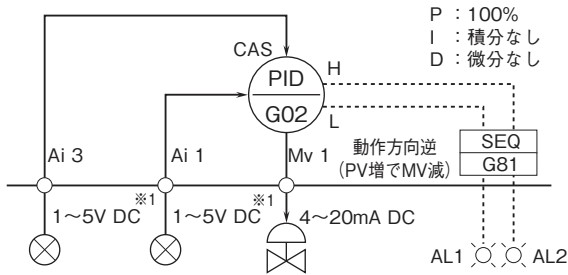 P ：100%
I ：積分なし
D ：微分なし
CAS
PID
G02
H
L
Ai 3
Ai 1
Mv 1
動作方向逆
（PV増でMV減）
SEQ
G81
1～5V DC ※1
1～5V DC ※1
4～20mA DC
AL1
AL2